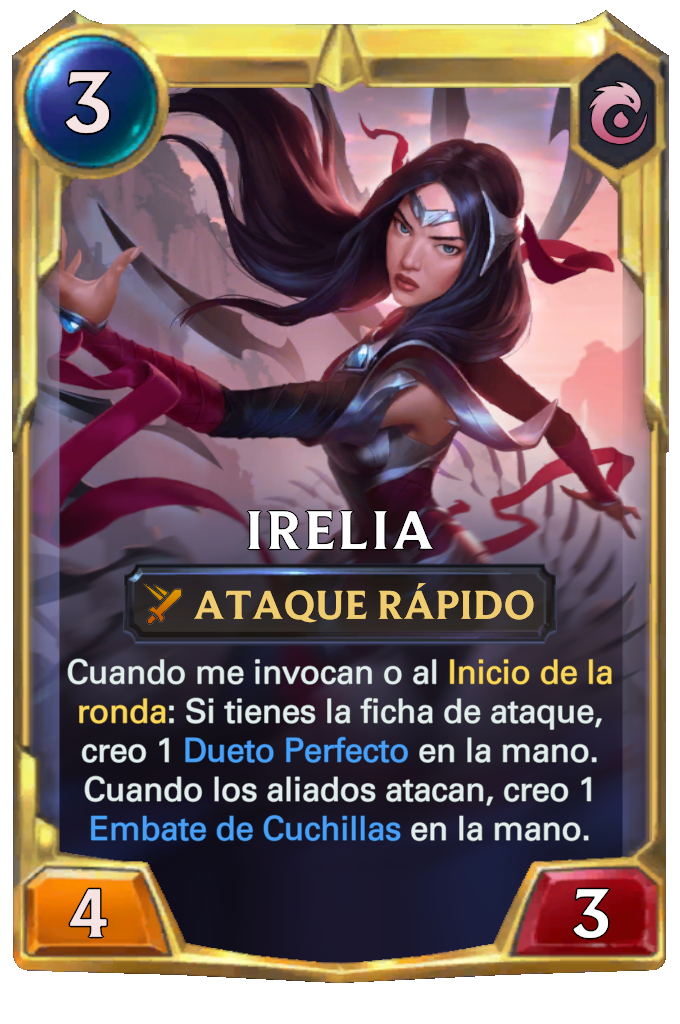 3
IRELIA
ATAQUE RÁPIDO
Cuando me invocan o al Inicio de la
ronda: Si tienes la ficha de ataque,
creo 1 Dueto Perfecto en la mano.
Cuando los aliados atacan, creo 1
Embate de Cuchillas en la mano.
4
3